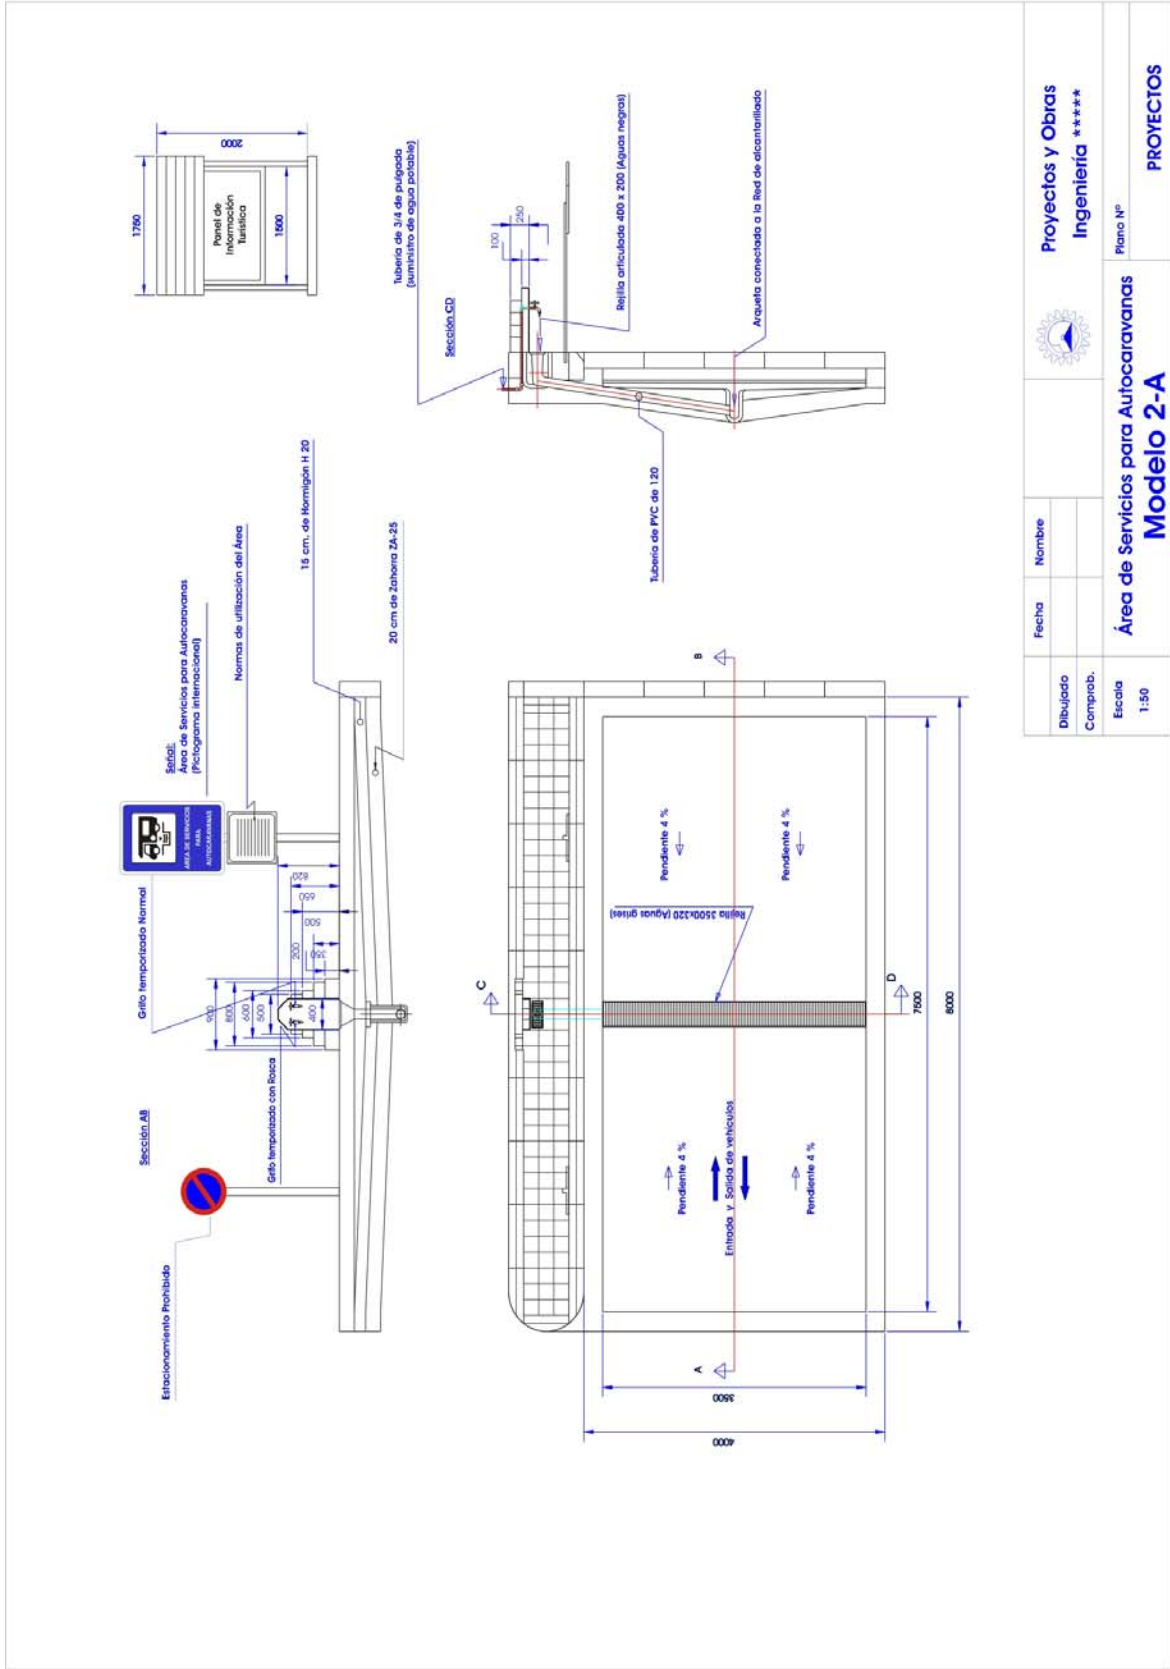 1750
2000
Panel de
Información
Turística
1500
Señal:
Área de Servicios para Autocaravanas
(Pictograma internacional)
Normas de utilización del Área
15 cm. de Hormigón H 20
20 cm de Zahorra ZA-25
AREA DE SERVICIOS
PARA
AUTOCARAVANAS
Grifo temporizado Normal
Sección AB
Grifo temporizado con Rosca
Estacionamiento Prohibido
900
800
600
500
400
200
350
500
650
820
Sección CD
Tubería de 3/4 de pulgada
(suministro de agua potable)
100
250
Rejilla articulada 400 x 200 (Aguas negras)
Arqueta conectada a la Red de alcantarillado
Tubería de PVC de 120
C
D
A
B
Pendiente 4 %
Pendiente 4 %
Rejilla 3500x320 (Aguas grises)
Pendiente 4 %
Pendiente 4 %
Entrada y Salida de vehículos
7500
8000
3500
4000
Fecha
Nombre
Dibujado
Comprob.
Proyectos y Obras
Ingeniería *****
Escala
1:50
Área de Servicios para Autocaravanas
Modelo 2-A
Plano Nº
PROYECTOS